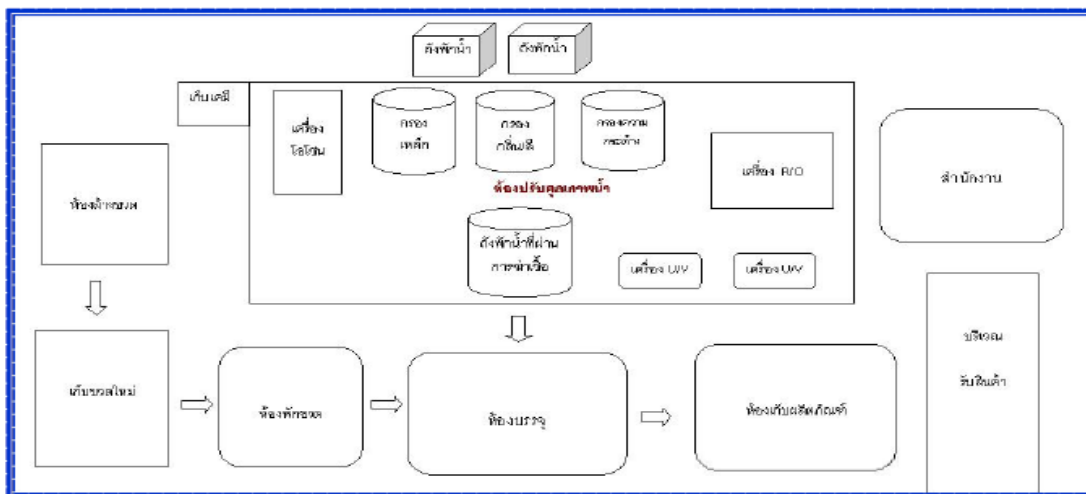 ถังพักน้ำ
ถังพักน้ำ
เก็บเคมี
เครื่อง
โอโซน
กรอง
เหล็ก
กรอง
กลิ่นสี
กรองความ
กระด้าง
เครื่อง R/O
ห้องปรับคุณภาพน้ำ
สำนักงาน
ห้องล้างขวด
ถังพักน้ำที่ผ่าน
การฆ่าเชื้อ
เครื่อง U/V
เครื่อง U/V
บริเวณ
รับสินค้า
เก็บขวดใหม่
ห้องพักขวด
ห้องบรรจุ
ห้องเก็บผลิตภัณฑ์